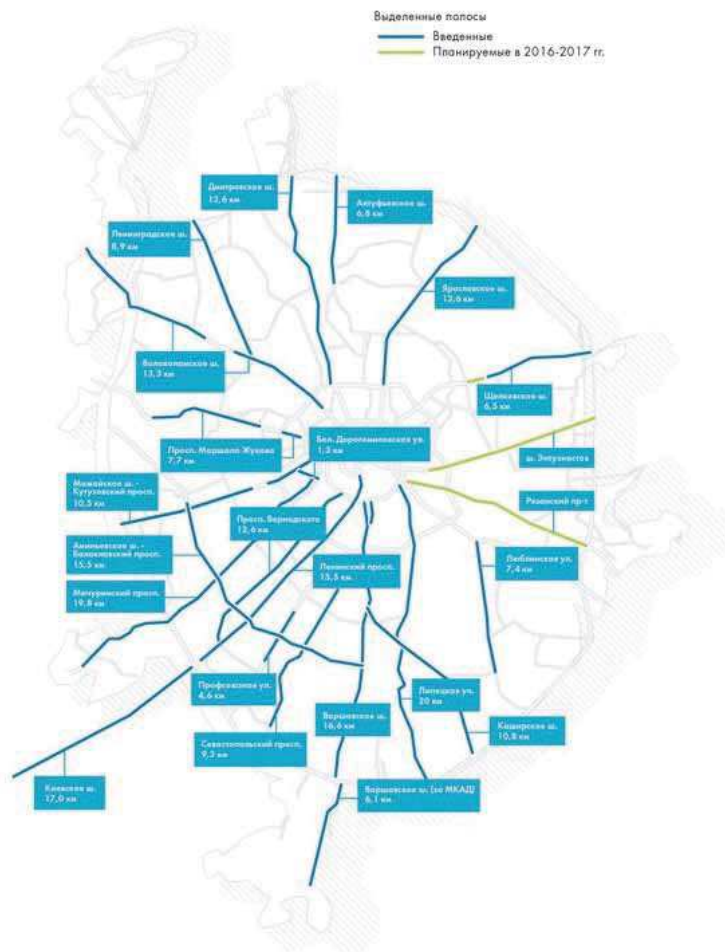 Выделенные полосы
Введенные
Планируемые в 2016-2017 гг.
Дмитровское ш.
12,6 км
Алтуфьевское ш.
6,8 км
Ленинградское ш.
8,9 км
Ярославское ш.
12,6 км
Волоколамское ш.
13,3 км
Щелковское ш.
6,5 км
Просп. Маршала Жукова
7,7 км
Бол. Дорогомиловская ул.
1,3 км
ш. Энтузиастов
Можайское ш. -
Кутузовский просп.
10,5 км
Рязанский пр-т
Просп. Вернадского
12,6 км
Аминьевское ш. -
Балаклавский просп.
15,5 км
Ленинский просп.
15,5 км
Люблинская ул.
7,4 км
Мичуринский просп.
19,8 км
Профсоюзная ул.
4,6 км
Липецкая ул.
20 км
Варшавское ш.
16,6 км
Каширское ш.
10,8 км
Севастопольский просп.
9,3 км
Киевское ш.
17,0 км
Варшавское ш. (за МКАД)
6,1 км